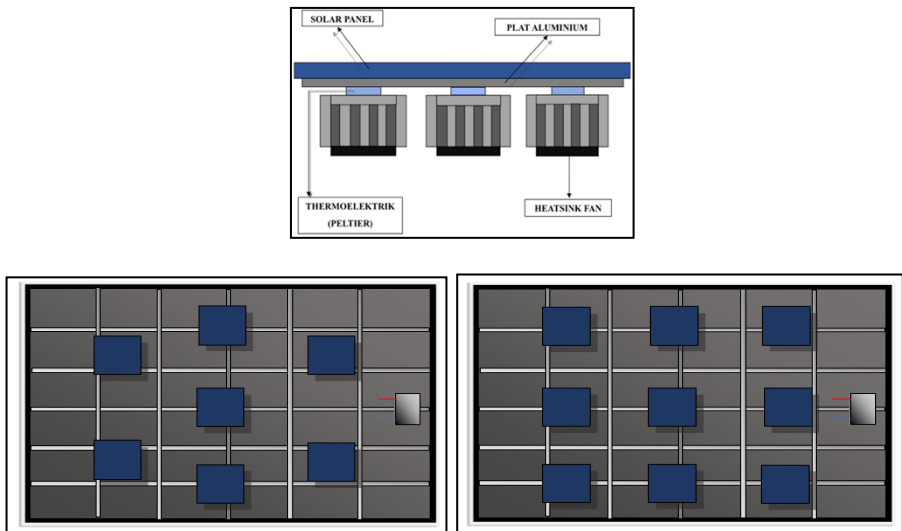 SOLAR PANEL
PLAT ALUMINIUM
THERMOELEKTRIK
(PELTIER)
HEATSINK FAN